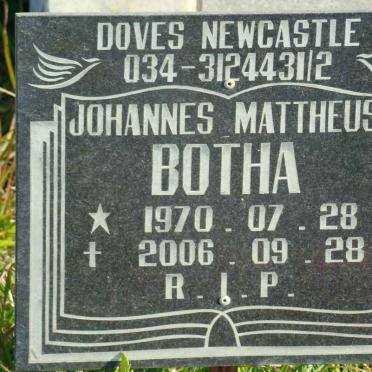 DOVES NEWCASTLE
034-3124431/2
JOHANNES MATTHEUS
BOTHA
★ 1970 . 07 . 28
✝ 2006 . 09 . 28
R . I . P .